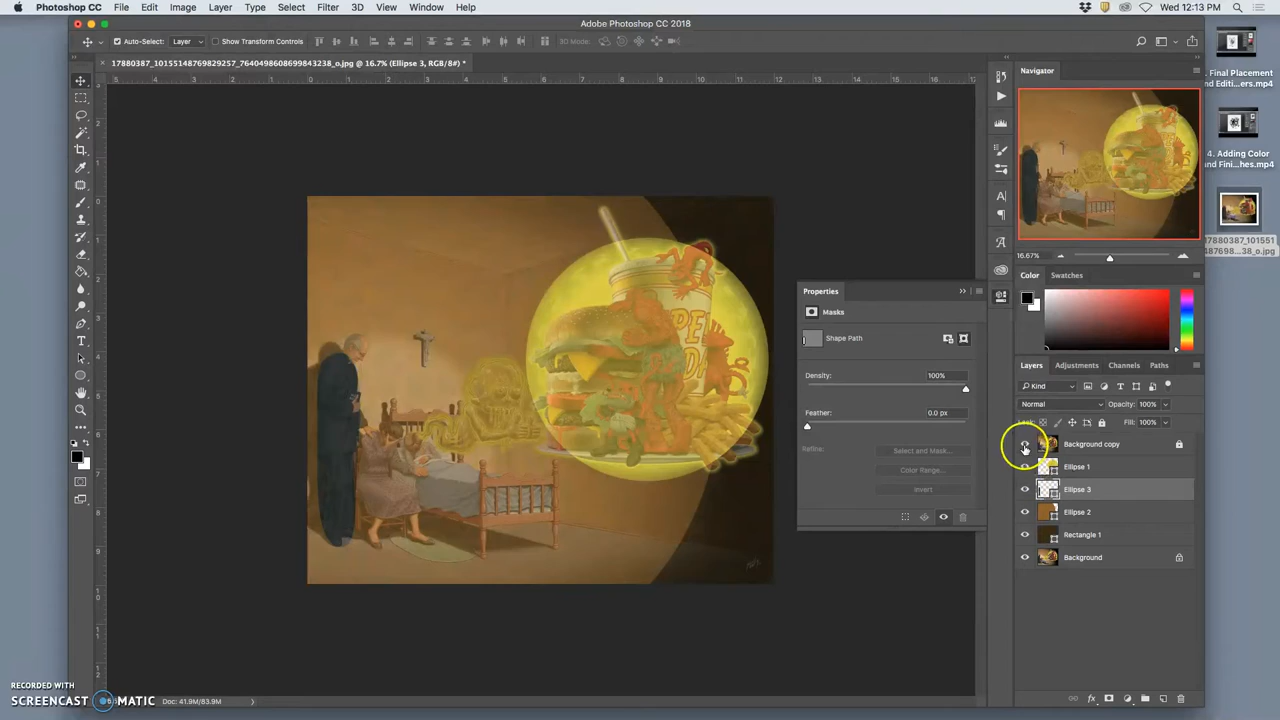 Photoshop CC File Edit Image Layer Type Select Filter 3D View Window Help Wed 12:13 PM
Adobe Photoshop CC 2018
Auto-Select: Layer Show Transform Controls 3D Mode:
17880387_10155148769829257_7640498608699843238_o.jpg @ 16.7% (Ellipse 3, RGB/8#) *
Navigator
16.67%
Color Swatches
Properties
Masks
Shape Path
Density: 100%
Feather: 0.0 px
Refine: Select and Mask...
Color Range...
Invert
Layers Adjustments Channels Paths
Kind
Normal Opacity: 100%
Fill: 100%
Background copy
Ellipse 1
Ellipse 3
Ellipse 2
Rectangle 1
Background
. Final Placement
and Editi...ers.mp4
4. Adding Color
and Fini...hes.mp4
17880387_101551
487698...38_o.jpg
RECORDED WITH
SCREENCAST MATIC
Doc: 41.9M/83.9M